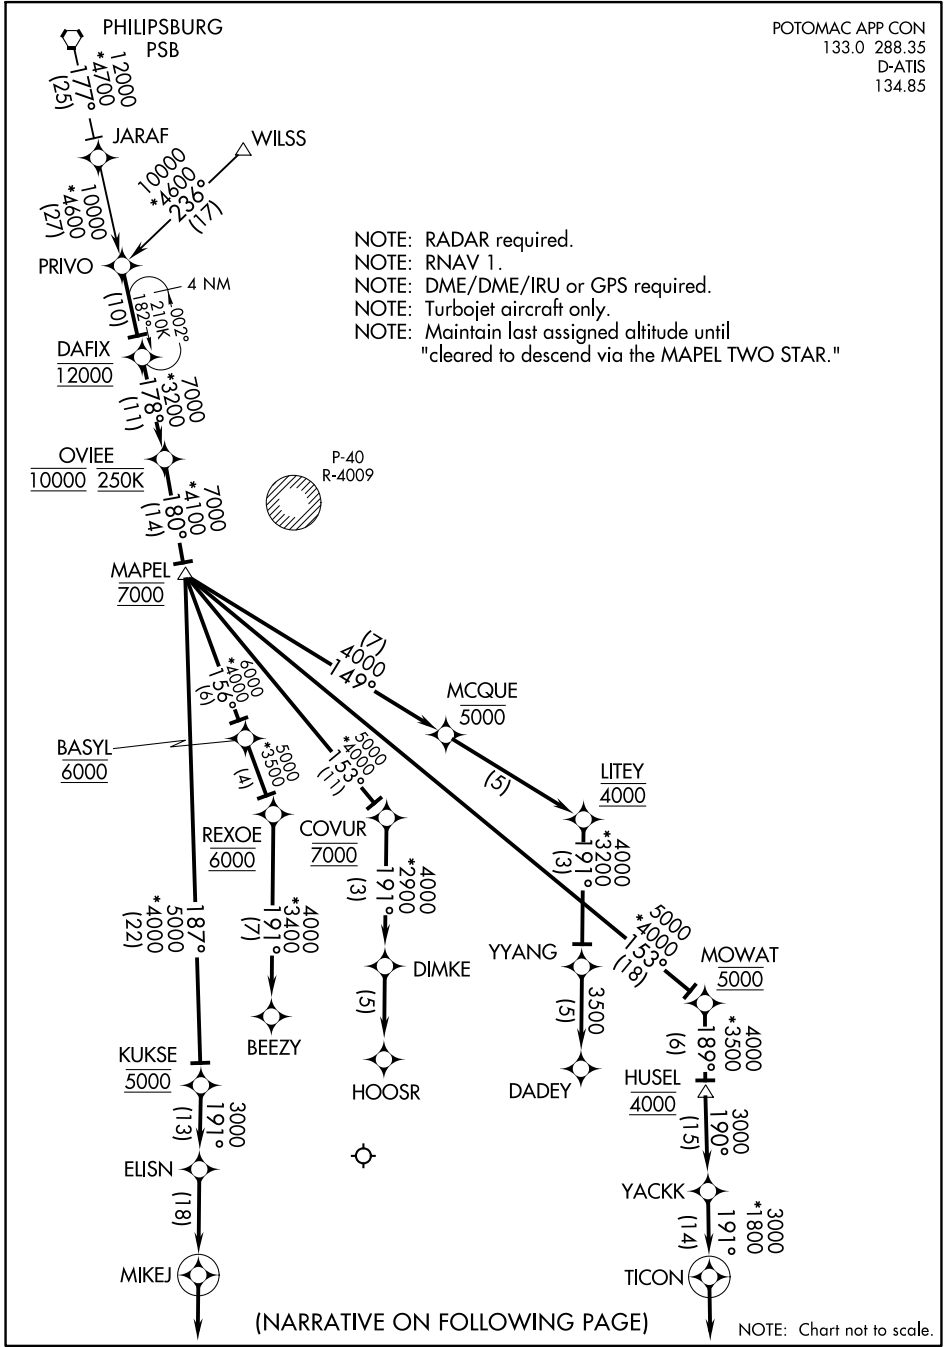 PHILIPSBURG
PSB
POTOMAC APP CON
133.0 288.35
D-ATIS
134.85
12000
*4700
177°
(25)
JARAF
WILSS
10000
*4600
236°
(17)
10000
*4600
(27)
PRIVO
NOTE: RADAR required.
NOTE: RNAV 1.
NOTE: DME/DME/IRU or GPS required.
NOTE: Turbojet aircraft only.
NOTE: Maintain last assigned altitude until
"cleared to descend via the MAPEL TWO STAR."
4 NM
(10)
182°
210K
002°
DAFIX
12000
7000
*3200
178°
(11)
OVIEE
10000 250K
P-40
R-4009
7000
*4100
180°
(14)
MAPEL
7000
(7)
4000
149°
MCQUE
5000
6000
*4000
156°
(6)
BASYL
6000
5000
*3500
(4)
5000
*4000
153°
(11)
(5)
LITEY
4000
REXOE
6000
COVUR
7000
4000
*3200
191°
(3)
187°
5000
*4000
(22)
4000
*3400
191°
(7)
4000
*2900
191°
(3)
5000
*4000
153°
(18)
YYANG
DIMKE
MOWAT
5000
(5)
3500
(5)
BEEZY
4000
*3500
189°
(6)
KUKSE
5000
HOOSR
DADEY
HUSEL
4000
3000
191°
(13)
3000
190°
(15)
ELISN
YACKK
(18)
3000
*1800
191°
(14)
MIKEJ
TICON
(NARRATIVE ON FOLLOWING PAGE)
NOTE: Chart not to scale.